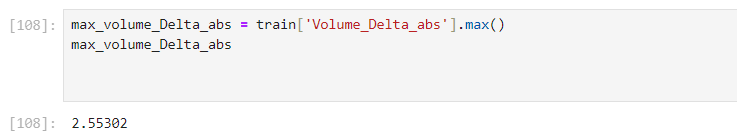 [108]: max_volume_Delta_abs = train['Volume_Delta_abs'].max()
max_volume_Delta_abs
[108]: 2.55302